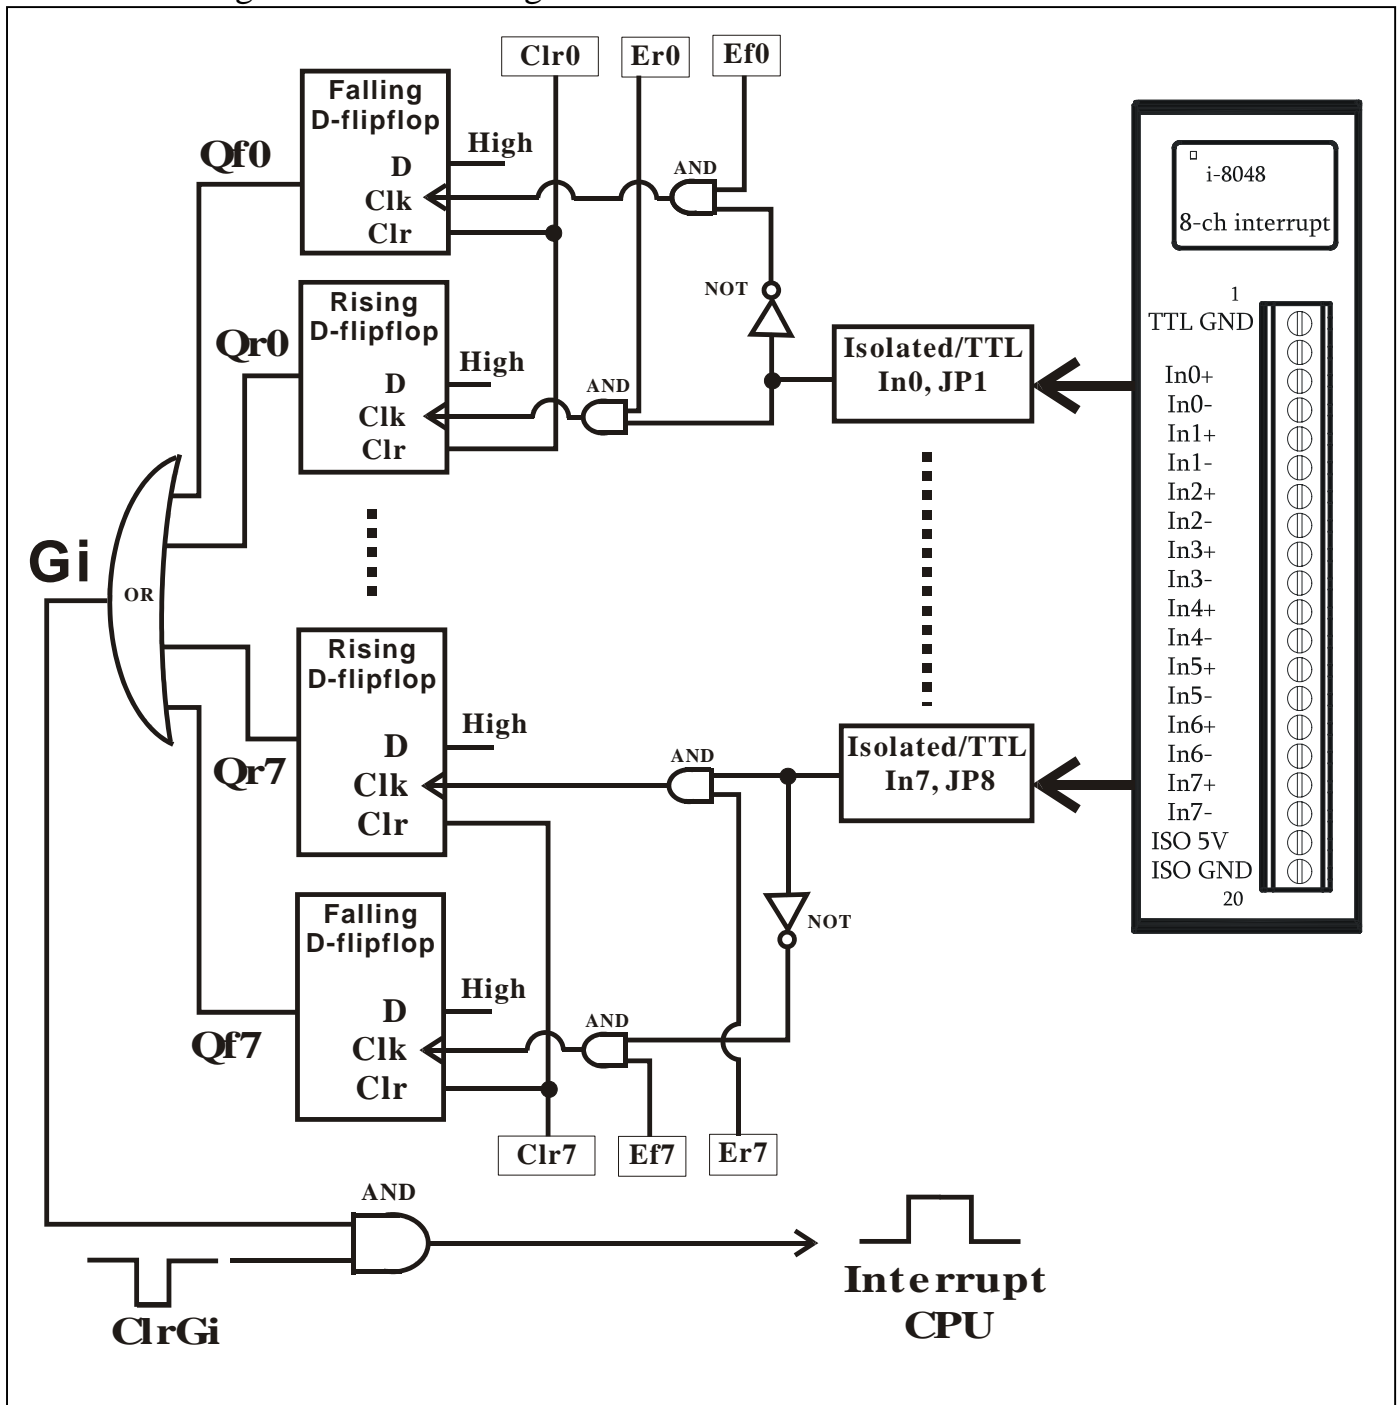 Clr0
Er0
Ef0
Falling
D-flipflop
High
D
Clk
Clr
Qf0
AND
NOT
Rising
D-flipflop
High
D
Clk
Clr
Qr0
AND
Isolated/TTL
In0, JP1
i-8048
8-ch interrupt
1
TTL GND
In0+
In0-
In1+
In1-
In2+
In2-
In3+
In3-
In4+
In4-
In5+
In5-
In6+
In6-
In7+
In7-
ISO 5V
ISO GND
20
Gi
OR
Rising
D-flipflop
High
D
Clk
Clr
Qr7
AND
Isolated/TTL
In7, JP8
NOT
Falling
D-flipflop
High
D
Clk
Clr
Qf7
AND
Clr7
Ef7
Er7
AND
ClrGi
Interrupt
CPU